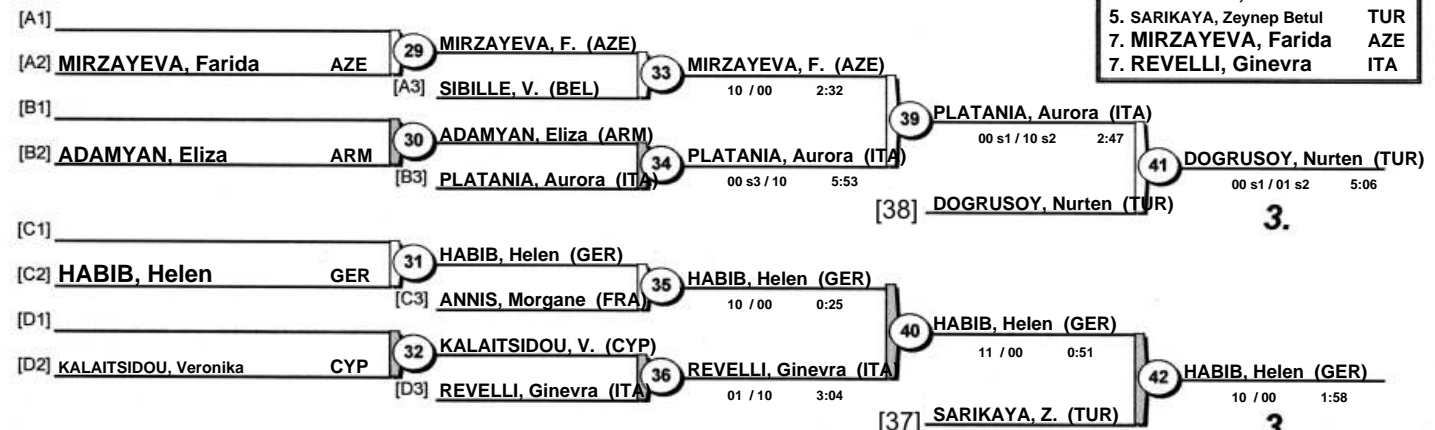 5. SARIKAYA, Zeynep Betul TUR
7. MIRZAYEVA, Farida AZE
7. REVELLI, Ginevra ITA
[A1]
29 MIRZAYEVA, F. (AZE)
[A2] MIRZAYEVA, Farida AZE
33 MIRZAYEVA, F. (AZE)
[A3] SIBILLE, V. (BEL)
10 / 00 2:32
[B1]
39 PLATANIA, Aurora (ITA)
30 ADAMYAN, Eliza (ARM)
00 s1 / 10 s2 2:47
[B2] ADAMYAN, Eliza ARM
34 PLATANIA, Aurora (ITA)
41 DOGRUSOY, Nurten (TUR)
[B3] PLATANIA, Aurora (ITA)
00 s3 / 10 5:53
00 s1 / 01 s2 5:06
[38] DOGRUSOY, Nurten (TUR)
3.
[C1]
31 HABIB, Helen (GER)
[C2] HABIB, Helen GER
35 HABIB, Helen (GER)
[C3] ANNIS, Morgane (FRA)
10 / 00 0:25
[D1]
40 HABIB, Helen (GER)
32 KALAITSIDOU, V. (CYP)
11 / 00 0:51
[D2] KALAITSIDOU, Veronika CYP
36 REVELLI, Ginevra (ITA)
42 HABIB, Helen (GER)
[D3] REVELLI, Ginevra (ITA)
01 / 10 3:04
10 / 00 1:58
[37] SARIKAYA, Z. (TUR)
3